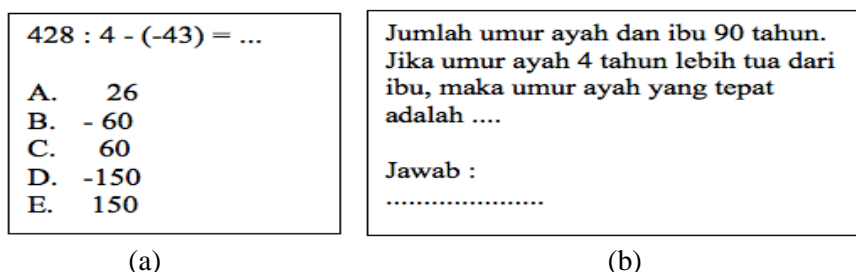 428 : 4 - (-43) = ...
A. 26
B. - 60
C. 60
D. -150
E. 150
(a)
Jumlah umur ayah dan ibu 90 tahun.
Jika umur ayah 4 tahun lebih tua dari
ibu, maka umur ayah yang tepat
adalah ....
Jawab :
.....................
(b)